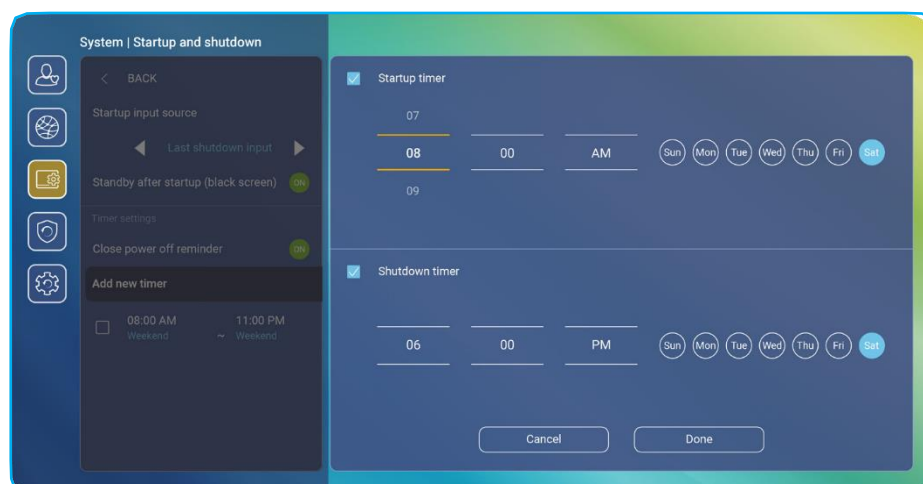 System | Startup and shutdown
BACK
Startup input source
Last shutdown input
Standby after startup (black screen) ON
Timer settings
Close power off reminder ON
Add new timer
08:00 AM 11:00 PM
Weekend ~ Weekend
Startup timer
07
08 00 AM Sun Mon Tue Wed Thu Fri Sat
09
Shutdown timer
06 00 PM Sun Mon Tue Wed Thu Fri Sat
Cancel Done